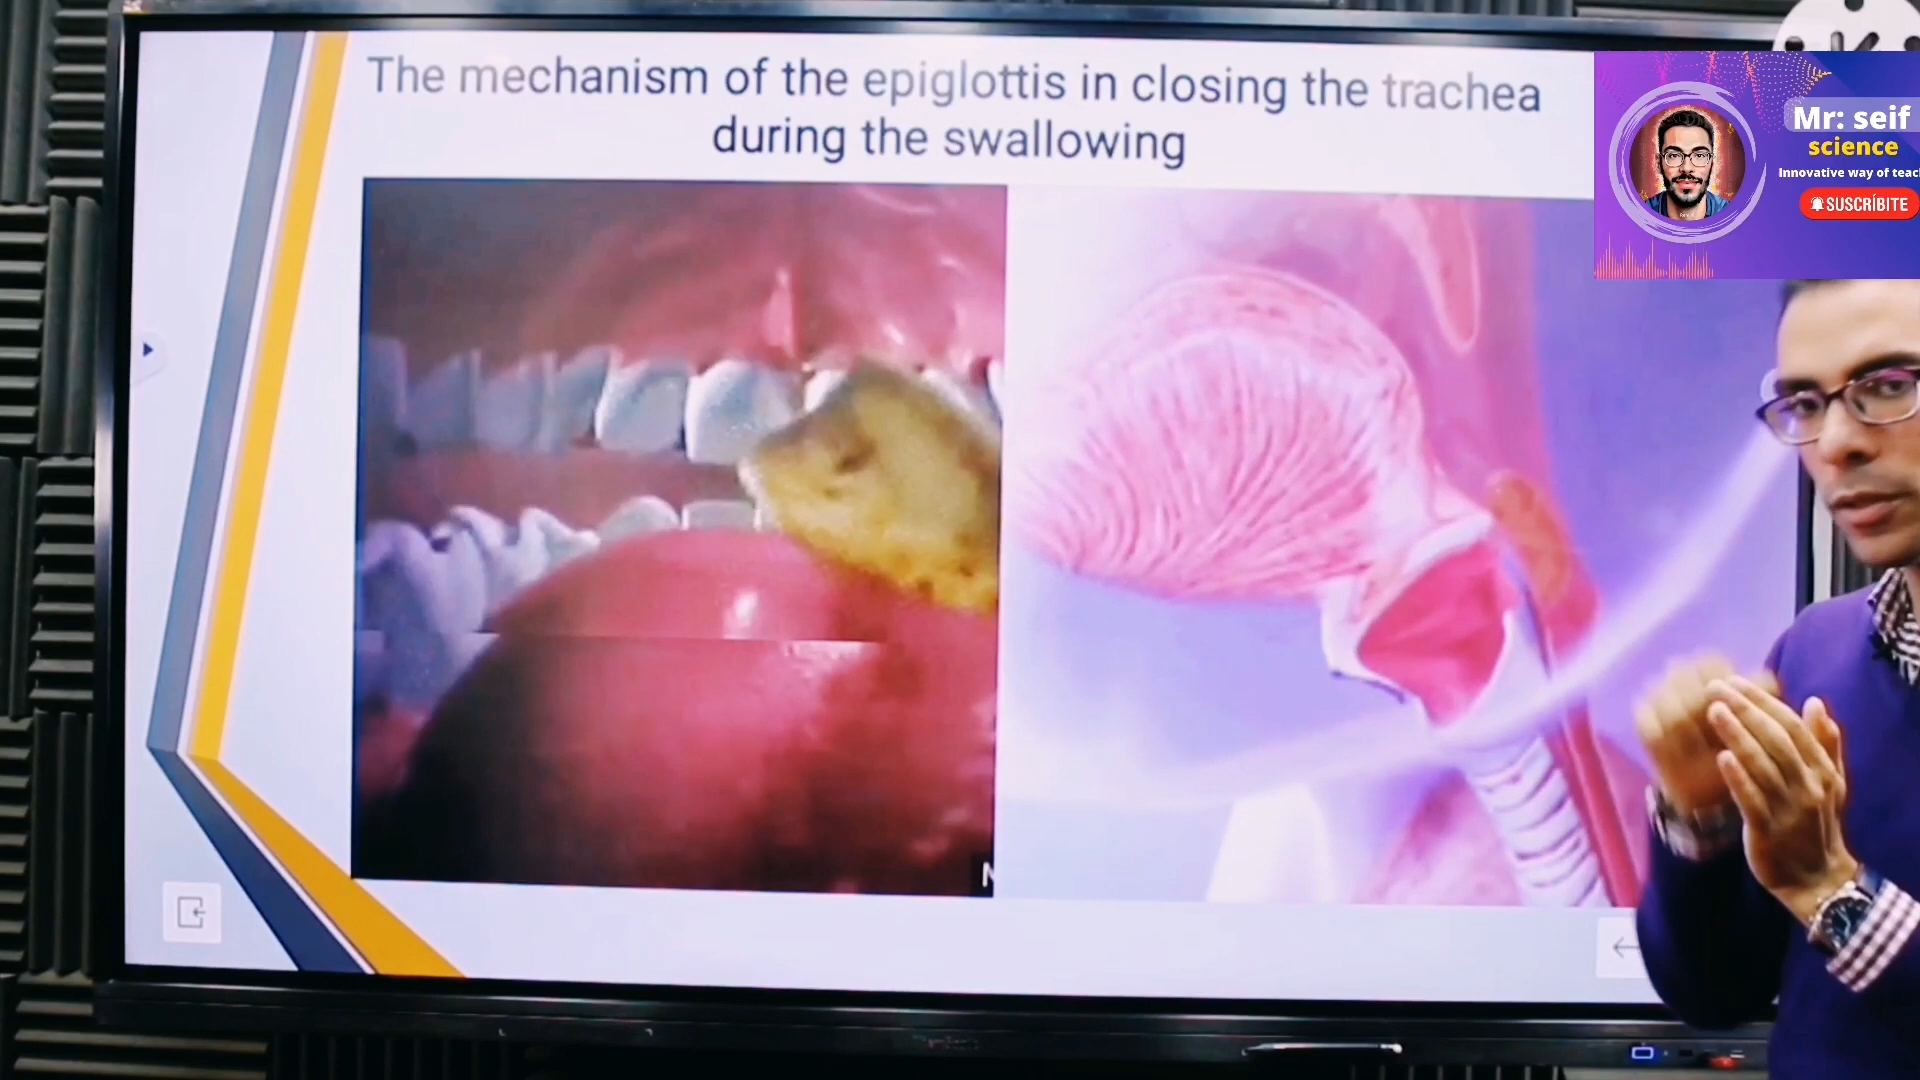 The mechanism of the epiglottis in closing the trachea
during the swallowing
Mr: seif
science
Innovative way of teac
SUSCRÍBITE
N